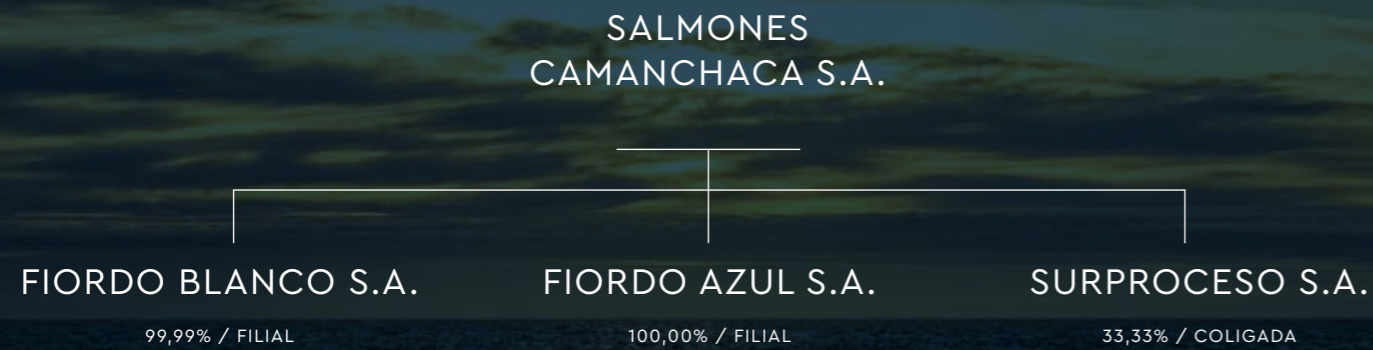 SALMONES
CAMANCHACA S.A.
FIORDO BLANCO S.A.
99,99% / FILIAL
FIORDO AZUL S.A.
100,00% / FILIAL
SURPROCESO S.A.
33,33% / COLIGADA